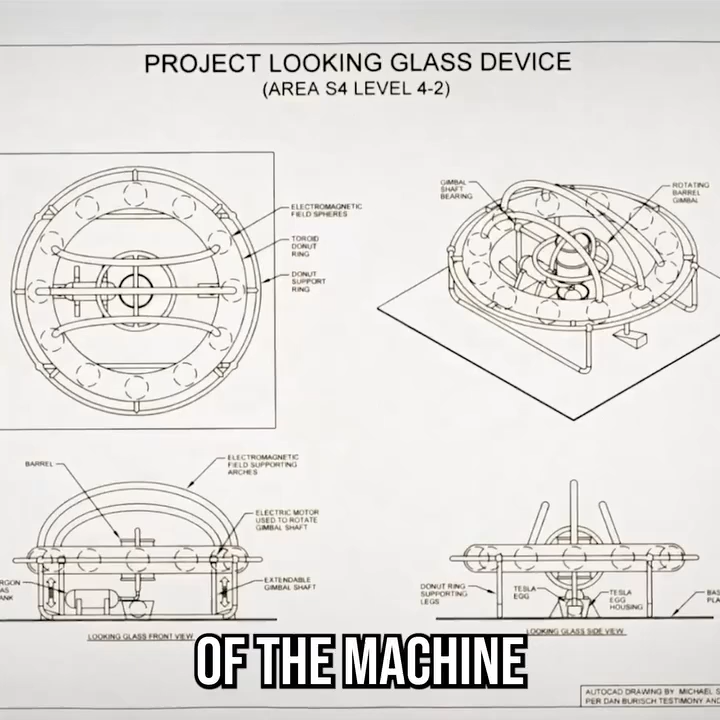 PROJECT LOOKING GLASS DEVICE
(AREA S4 LEVEL 4-2)
ELECTROMAGNETIC
FIELD SPHERES
TOROID
DONUT
RING
DONUT
SUPPORT
RING
GIMBAL
SHAFT
BEARING
ROTATING
BARREL
GIMBAL
BARREL
ELECTROMAGNETIC
FIELD SUPPORTING
ARCHES
ELECTRIC MOTOR
USED TO ROTATE
GIMBAL SHAFT
EXTENDABLE
GIMBAL SHAFT
LOOKING GLASS FRONT VIEW
DONUT RING
SUPPORTING
LEGS
TESLA
EGG
TESLA
EGG
HOUSING
LOOKING GLASS SIDE VIEW
OF THE MACHINE
AUTOCAD DRAWING BY MICHAEL
PER DAN BURISCH TESTIMONY